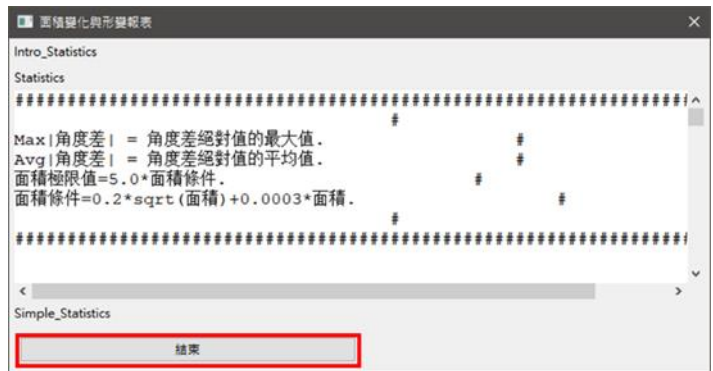 面積變化與形變報表
Intro_Statistics
Statistics
#################################################################
#
Max|角度差| = 角度差絕對值的最大值. #
Avg|角度差| = 角度差絕對值的平均值. #
面積極限值=5.0*面積條件. #
面積條件=0.2*sqrt(面積)+0.0003*面積. #
#
#################################################################
Simple_Statistics
結束